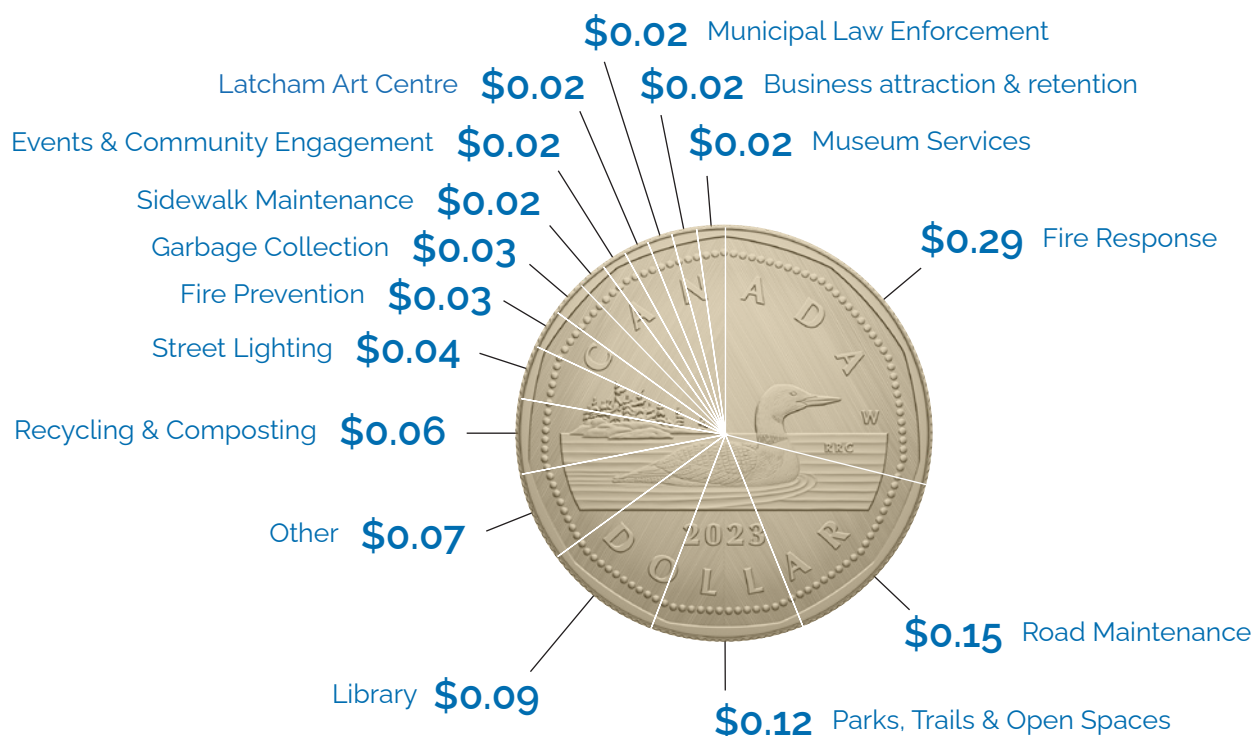 $0.02 Municipal Law Enforcement
Latcham Art Centre $0.02
$0.02 Business attraction & retention
Events & Community Engagement $0.02
$0.02 Museum Services
Sidewalk Maintenance $0.02
$0.29 Fire Response
Garbage Collection $0.03
Fire Prevention $0.03
Street Lighting $0.04
Recycling & Composting $0.06
Other $0.07
$0.15 Road Maintenance
Library $0.09
$0.12 Parks, Trails & Open Spaces
CANADA
W
RRC
2023
DOLLAR